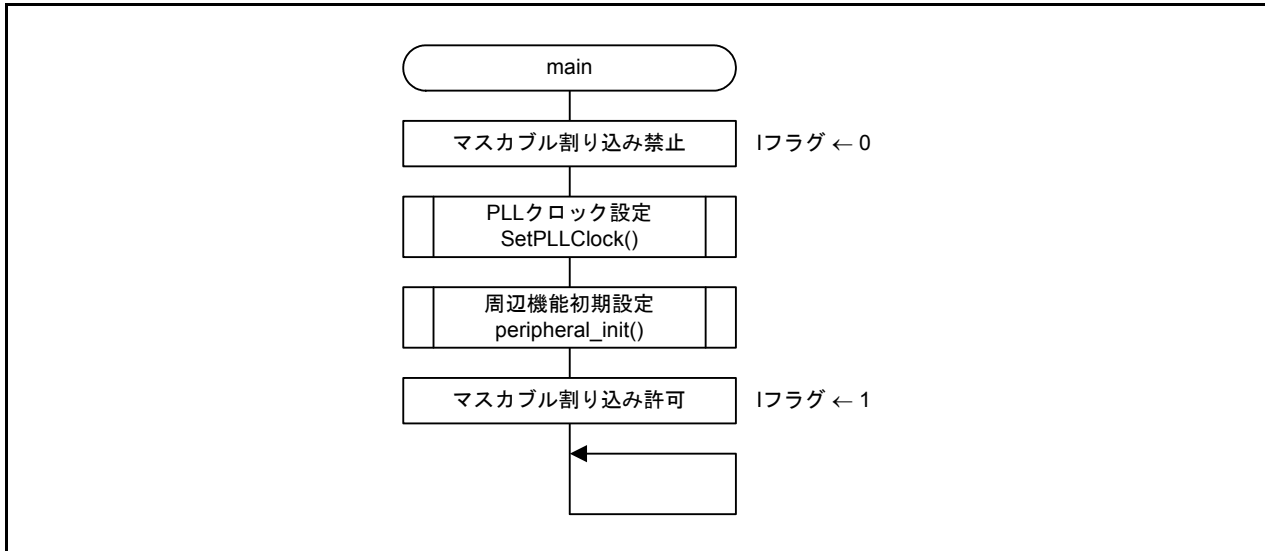 main
マスカブル割り込み禁止
Iフラグ ← 0
PLLクロック設定
SetPLLClock()
周辺機能初期設定
peripheral_init()
マスカブル割り込み許可
Iフラグ ← 1